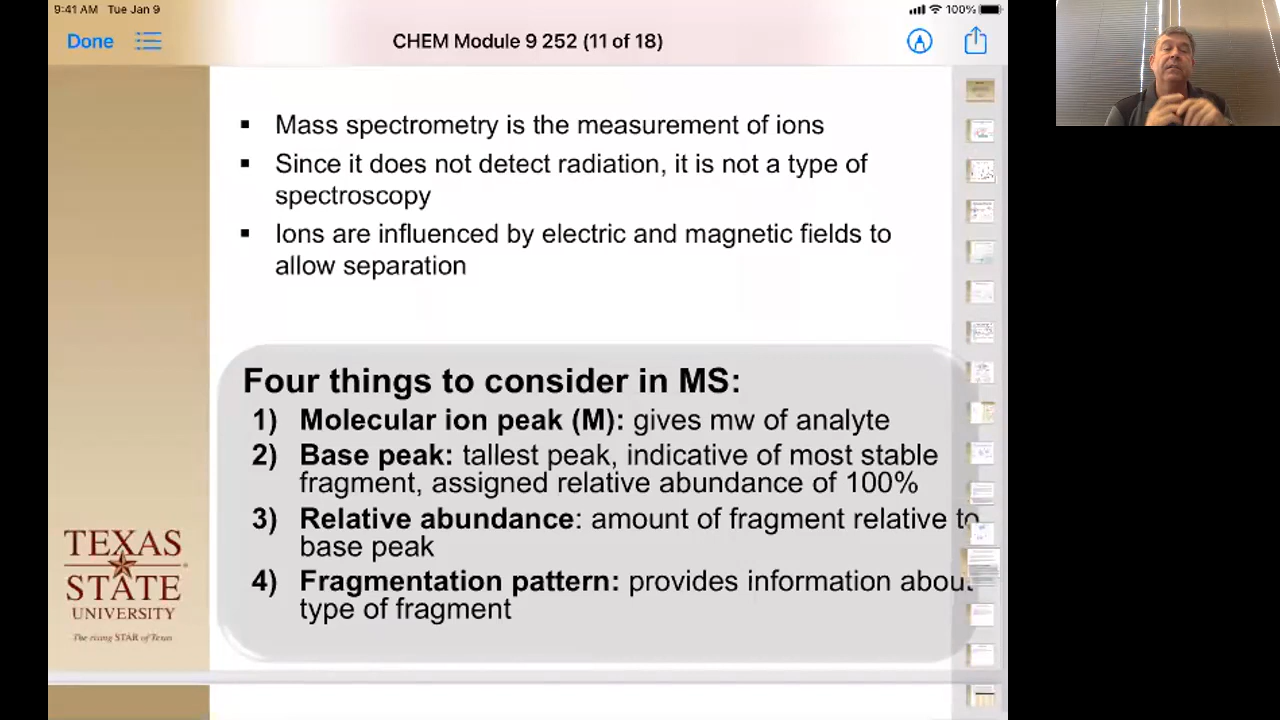 9:41 AM Tue Jan 9
100%
Done
CHEM Module 9 252 (11 of 18)
▪ Mass spectrometry is the measurement of ions
▪ Since it does not detect radiation, it is not a type of
spectroscopy
▪ Ions are influenced by electric and magnetic fields to
allow separation
Four things to consider in MS:
1) Molecular ion peak (M): gives mw of analyte
2) Base peak: tallest peak, indicative of most stable
fragment, assigned relative abundance of 100%
3) Relative abundance: amount of fragment relative to
base peak
4) Fragmentation pattern: provides information about
type of fragment
TEXAS
STATE
UNIVERSITY
The rising STAR of Texas